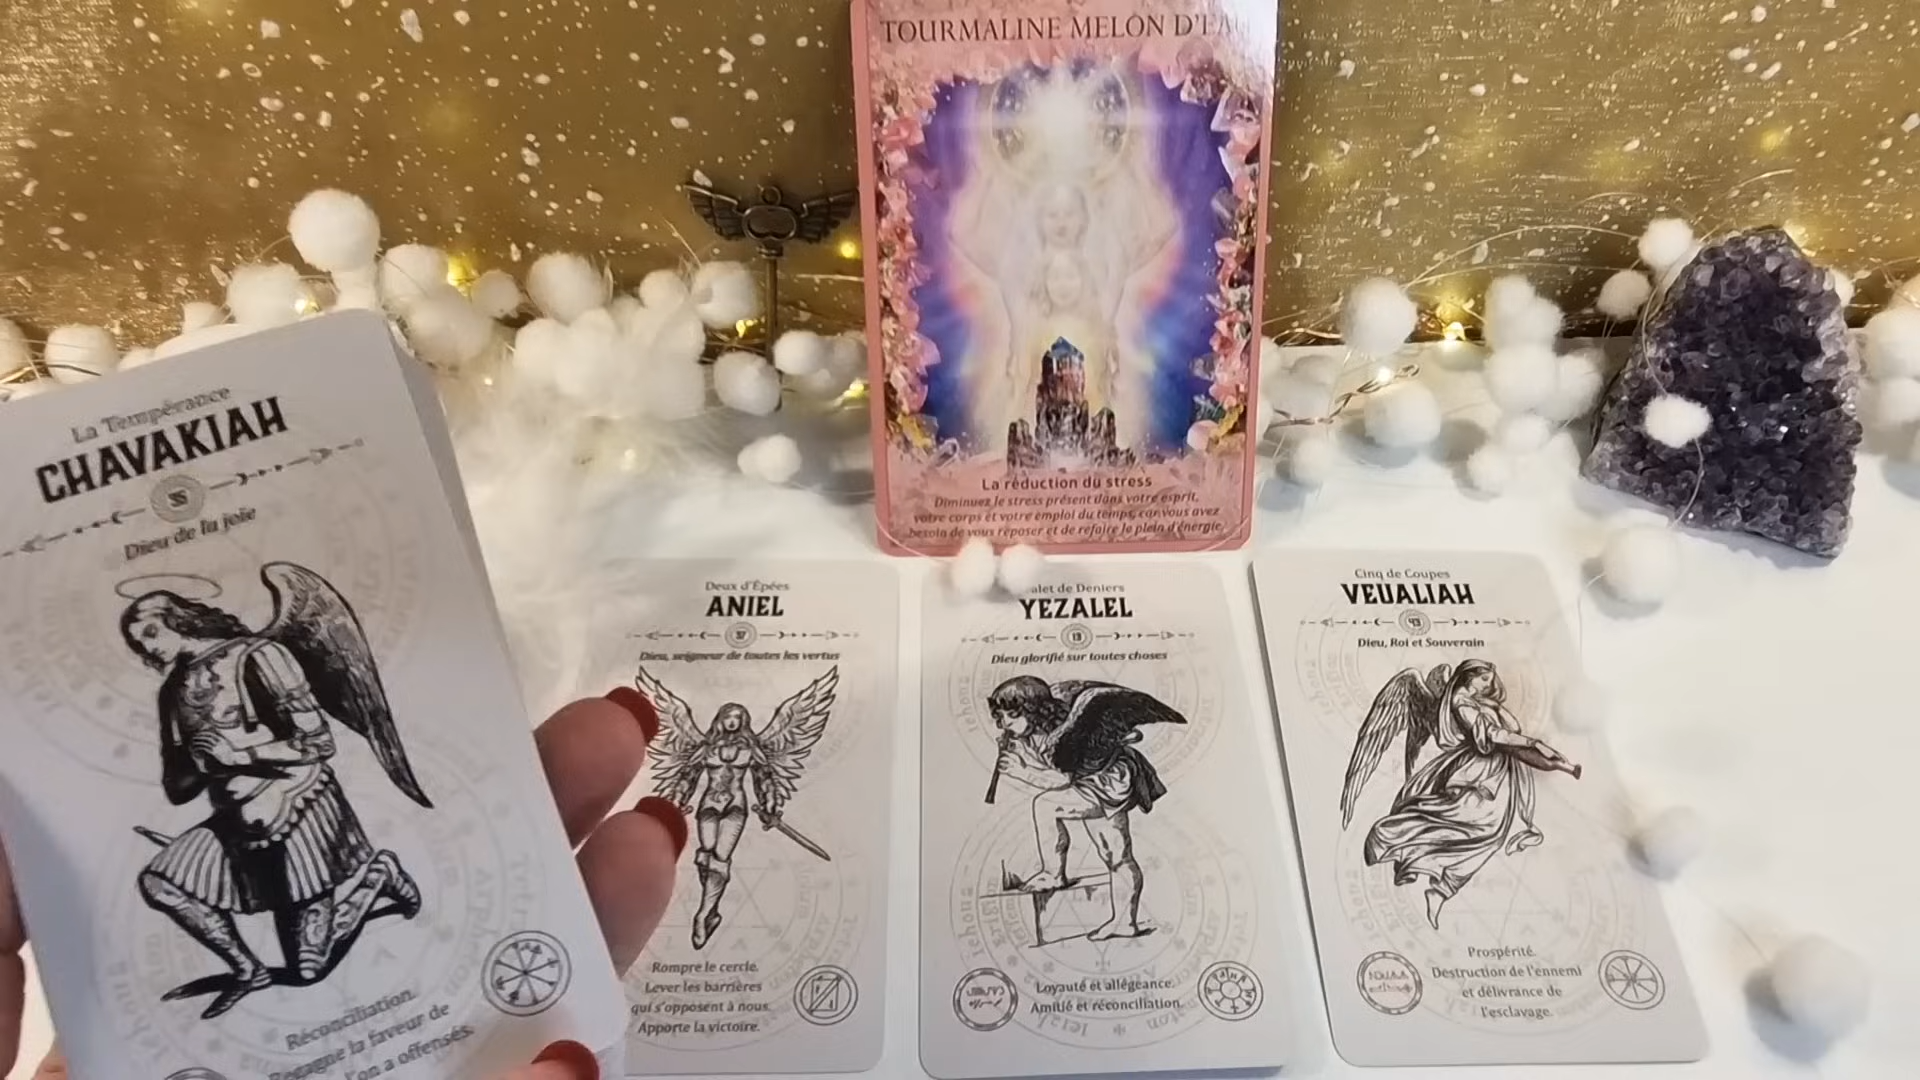 TOURMALINE MELON D'EAU
La réduction du stress
Diminuez le stress présent dans votre esprit,
votre corps et votre emploi du temps, car vous avez
besoin de vous reposer et de refaire le plein d'énergie.
La Tempérance
CHAVAKIAH
35
Dieu de la joie
Réconciliation.
Regagne la faveur de
l'on a offensés.
Deux d'Épées
ANIEL
37
Dieu, seigneur de toutes les vertus
Rompre le cercle.
Lever les barrières
qui s'opposent à nous.
Apporte la victoire.
alet de Deniers
YEZALEL
13
Dieu glorifié sur toutes choses
Loyauté et allégeance.
Amitié et réconciliation.
Cinq de Coupes
VEUALIAH
43
Dieu, Roi et Souverain
Prospérité.
Destruction de l'ennemi
et délivrance de
l'esclavage.